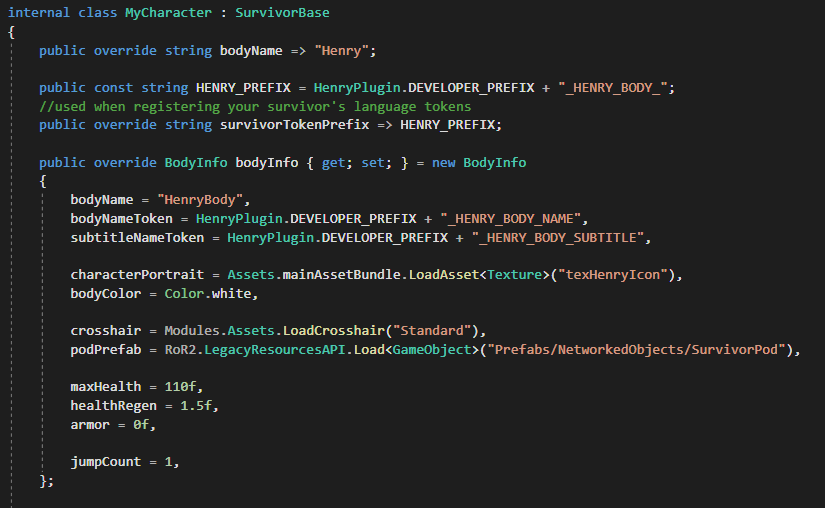 internal class MyCharacter : SurvivorBase
{
public override string bodyName => "Henry";
public const string HENRY_PREFIX = HenryPlugin.DEVELOPER_PREFIX + "_HENRY_BODY_";
//used when registering your survivor's language tokens
public override string survivorTokenPrefix => HENRY_PREFIX;
public override BodyInfo bodyInfo { get; set; } = new BodyInfo
{
bodyName = "HenryBody",
bodyNameToken = HenryPlugin.DEVELOPER_PREFIX + "_HENRY_BODY_NAME",
subtitleNameToken = HenryPlugin.DEVELOPER_PREFIX + "_HENRY_BODY_SUBTITLE",
characterPortrait = Assets.mainAssetBundle.LoadAsset<Texture>("texHenryIcon"),
bodyColor = Color.white,
crosshair = Modules.Assets.LoadCrosshair("Standard"),
podPrefab = RoR2.LegacyResourcesAPI.Load<GameObject>("Prefabs/NetworkedObjects/SurvivorPod"),
maxHealth = 110f,
healthRegen = 1.5f,
armor = 0f,
jumpCount = 1,
};